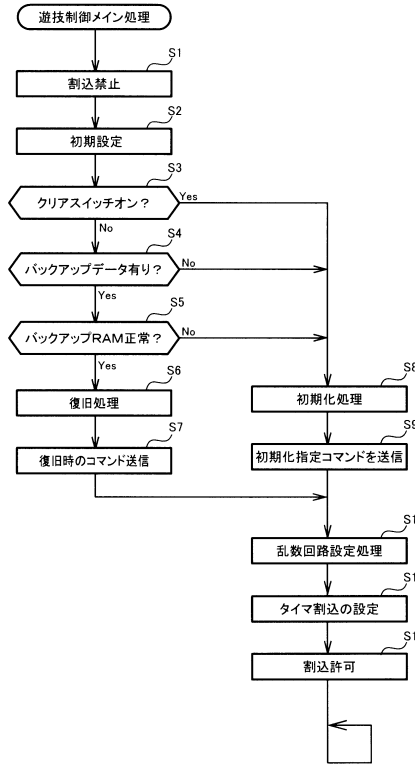 遊技制御メイン処理
S1
割込禁止
S2
初期設定
S3
クリアスイッチオン？
Yes
No
S4
バックアップデータ有り？
No
Yes
S5
バックアップRAM正常？
No
Yes
S6
復旧処理
S7
復旧時のコマンド送信
S8
初期化処理
S9
初期化指定コマンドを送信
S1
乱数回路設定処理
S1
タイマ割込の設定
S1
割込許可